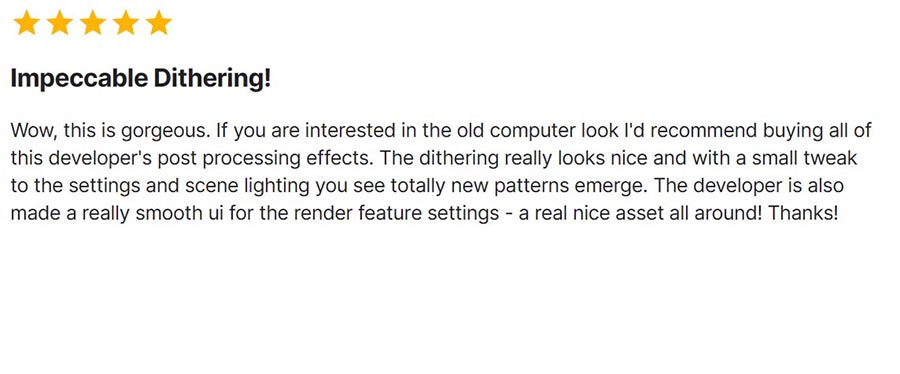 Impeccable Dithering!
Wow, this is gorgeous. If you are interested in the old computer look I'd recommend buying all of
this developer's post processing effects. The dithering really looks nice and with a small tweak
to the settings and scene lighting you see totally new patterns emerge. The developer is also
made a really smooth ui for the render feature settings - a real nice asset all around! Thanks!